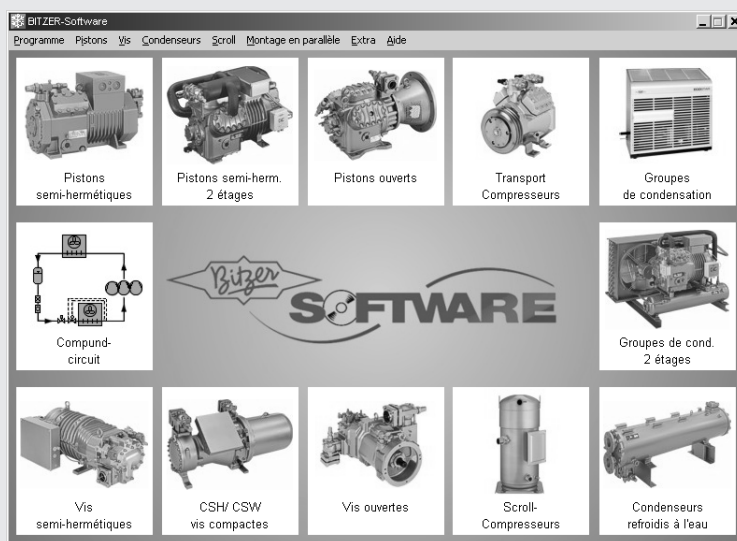 BITZER-Software
Programme Pistons Vis Condenseurs Scroll Montage en parallèle Extra Aide
Pistons
semi-hermétiques
Pistons semi-herm.
2 étages
Pistons ouverts
Transport
Compresseurs
Groupes
de condensation
Compund-
circuit
Bitzer
SOFTWARE
Groupes de cond.
2 étages
Vis
semi-hermétiques
CSH/ CSW
vis compactes
Vis ouvertes
Scroll-
Compresseurs
Condenseurs
refroidis à l'eau